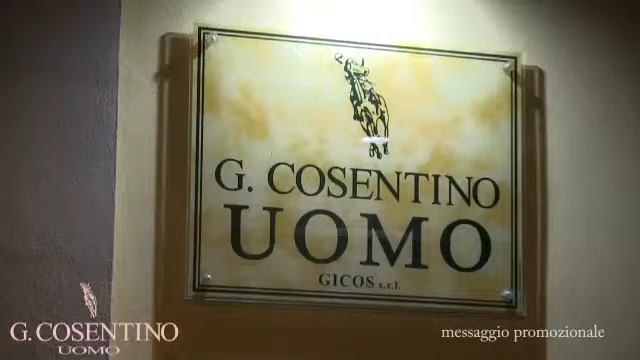 G. COSENTINO
UOMO
GICOS s.r.l.
G. COSENTINO
UOMO
messaggio promozionale